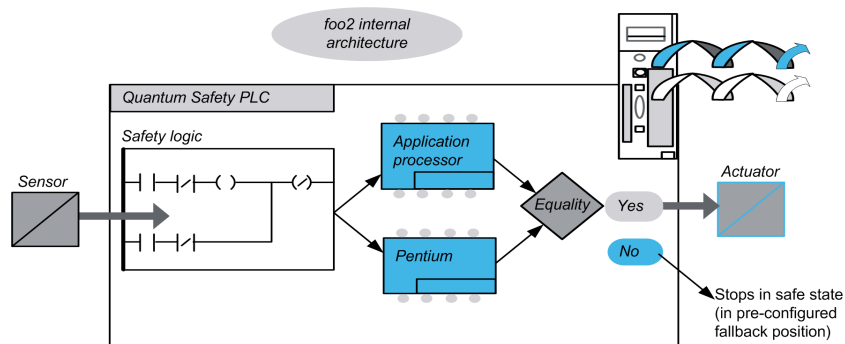 foo2 internal
architecture
Quantum Safety PLC
Safety logic
Sensor
Application
processor
Pentium
Equality
Yes
No
Actuator
Stops in safe state
(in pre-configured
fallback position)